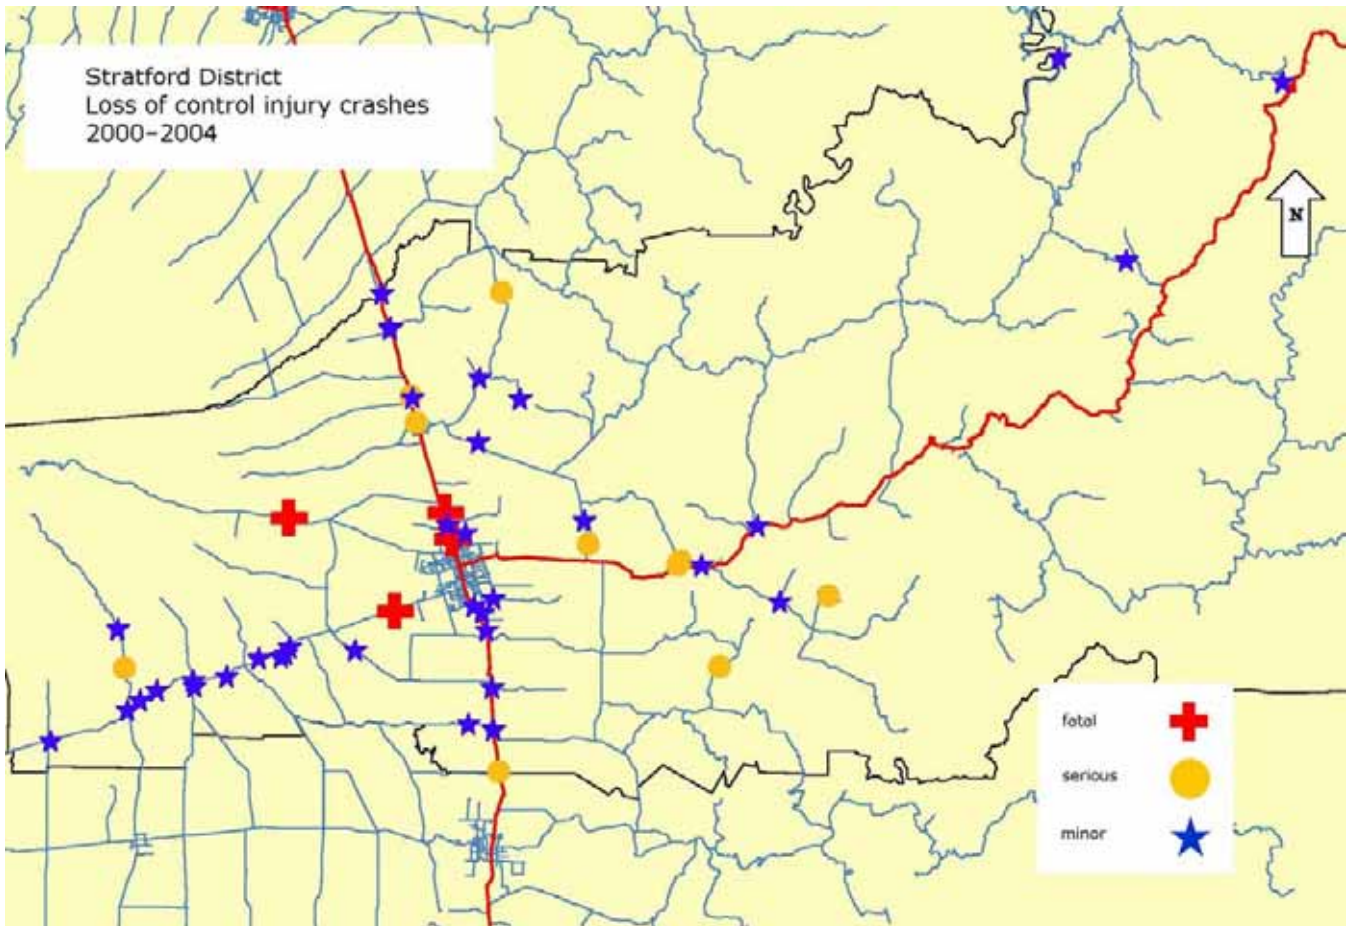 Stratford District
Loss of control injury crashes
2000–2004
N
fatal
serious
minor